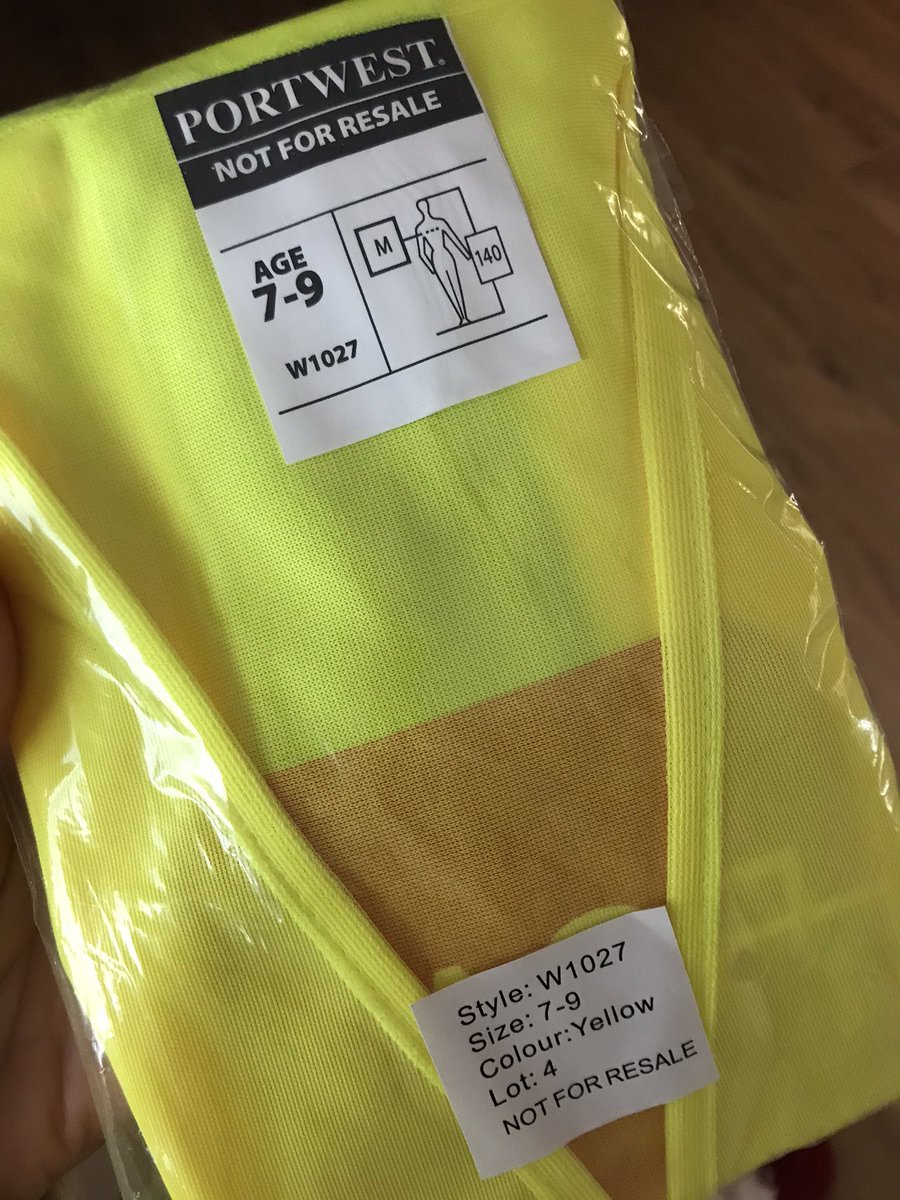 PORTWEST®
NOT FOR RESALE
AGE
7-9
W1027
M
140
Style: W1027
Size: 7-9
Colour:Yellow
Lot: 4
NOT FOR RESALE